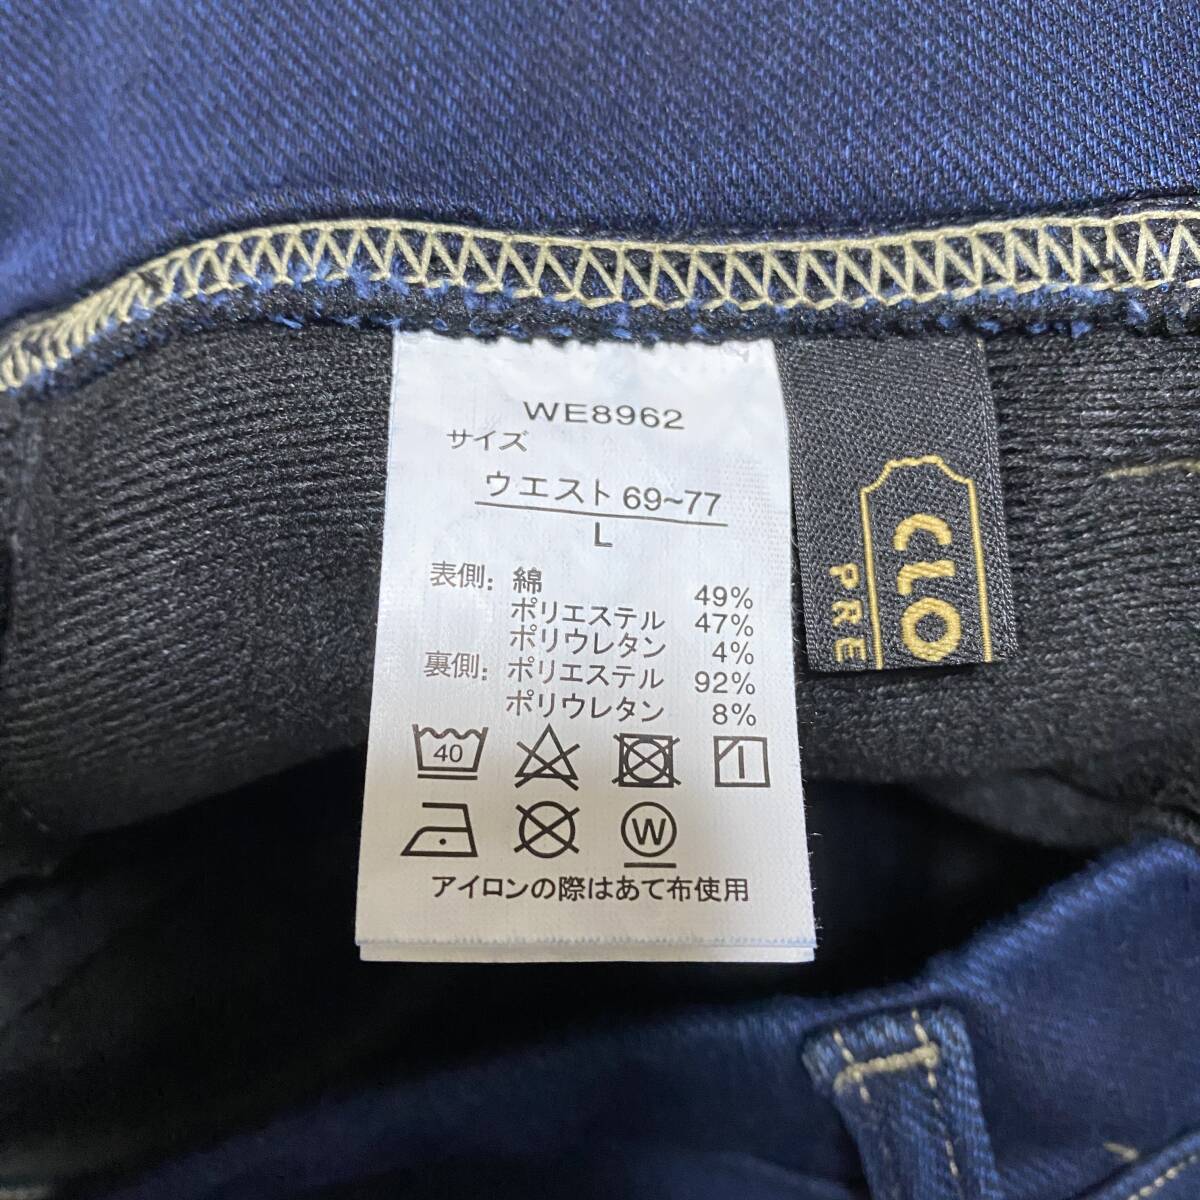 WE8962
サイズ
ウエスト 69~77
L
表側: 綿 49%
ポリエステル 47%
ポリウレタン 4%
裏側: ポリエステル 92%
ポリウレタン 8%
40
W
アイロンの際はあて布使用
CLO
PRE